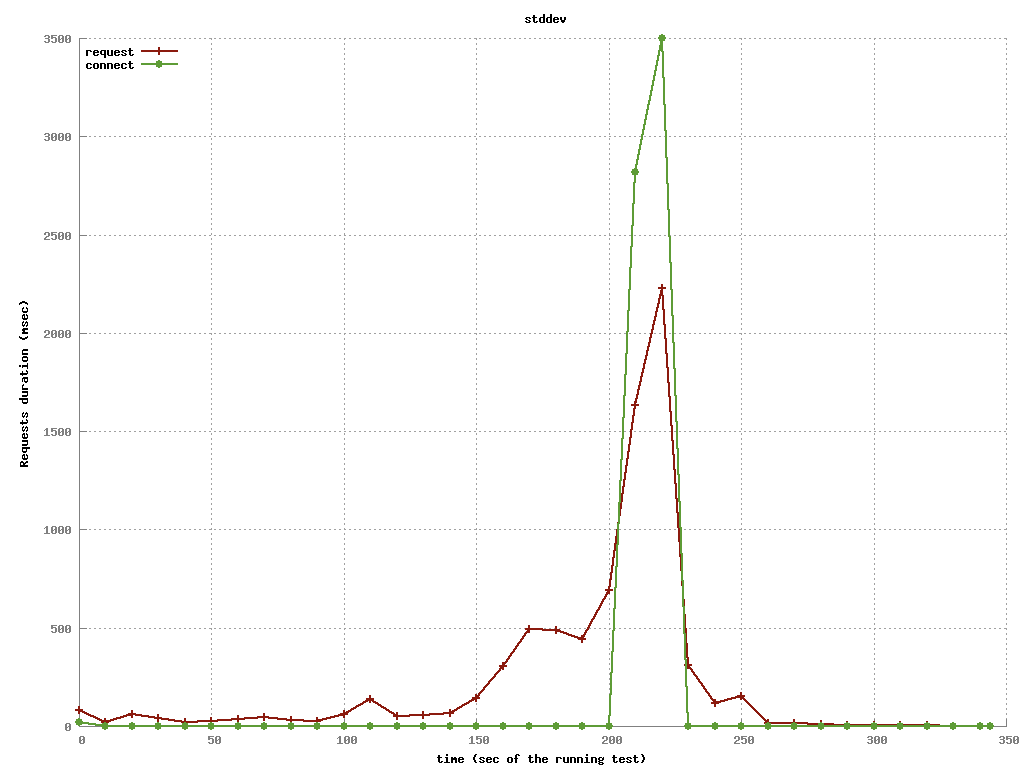 stddev
request
connect
3500
3000
2500
2000
1500
1000
500
0
Requests duration (msec)
0 50 100 150 200 250 300 350
time (sec of the running test)